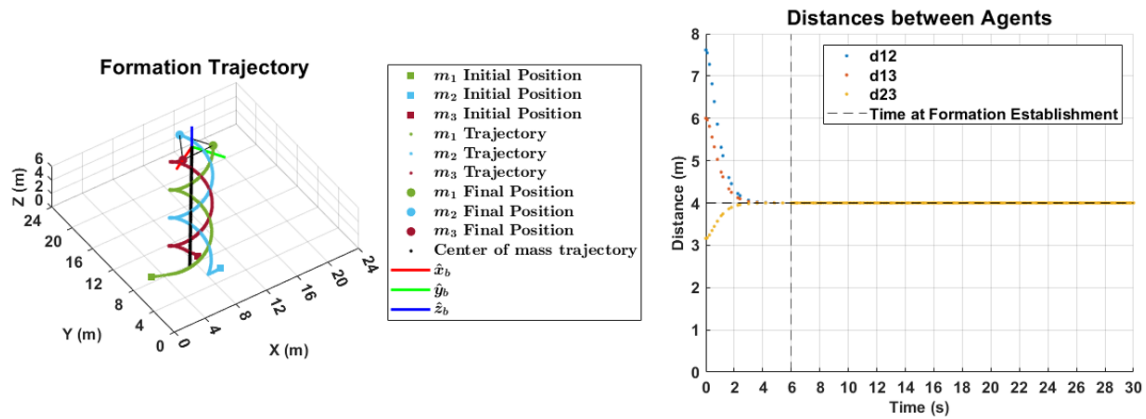 Formation Trajectory
Z (m)
6
4
2
0
24
20
16
12
8
4
0
Y (m)
0
4
8
12
16
20
24
X (m)
m₁ Initial Position
m₂ Initial Position
m₃ Initial Position
m₁ Trajectory
m₂ Trajectory
m₃ Trajectory
m₁ Final Position
m₂ Final Position
m₃ Final Position
Center of mass trajectory
x̂_b
ŷ_b
ẑ_b
Distances between Agents
Distance (m)
8
7
6
5
4
3
2
1
0
d12
d13
d23
Time at Formation Establishment
0 2 4 6 8 10 12 14 16 18 20 22 24 26 28 30
Time (s)